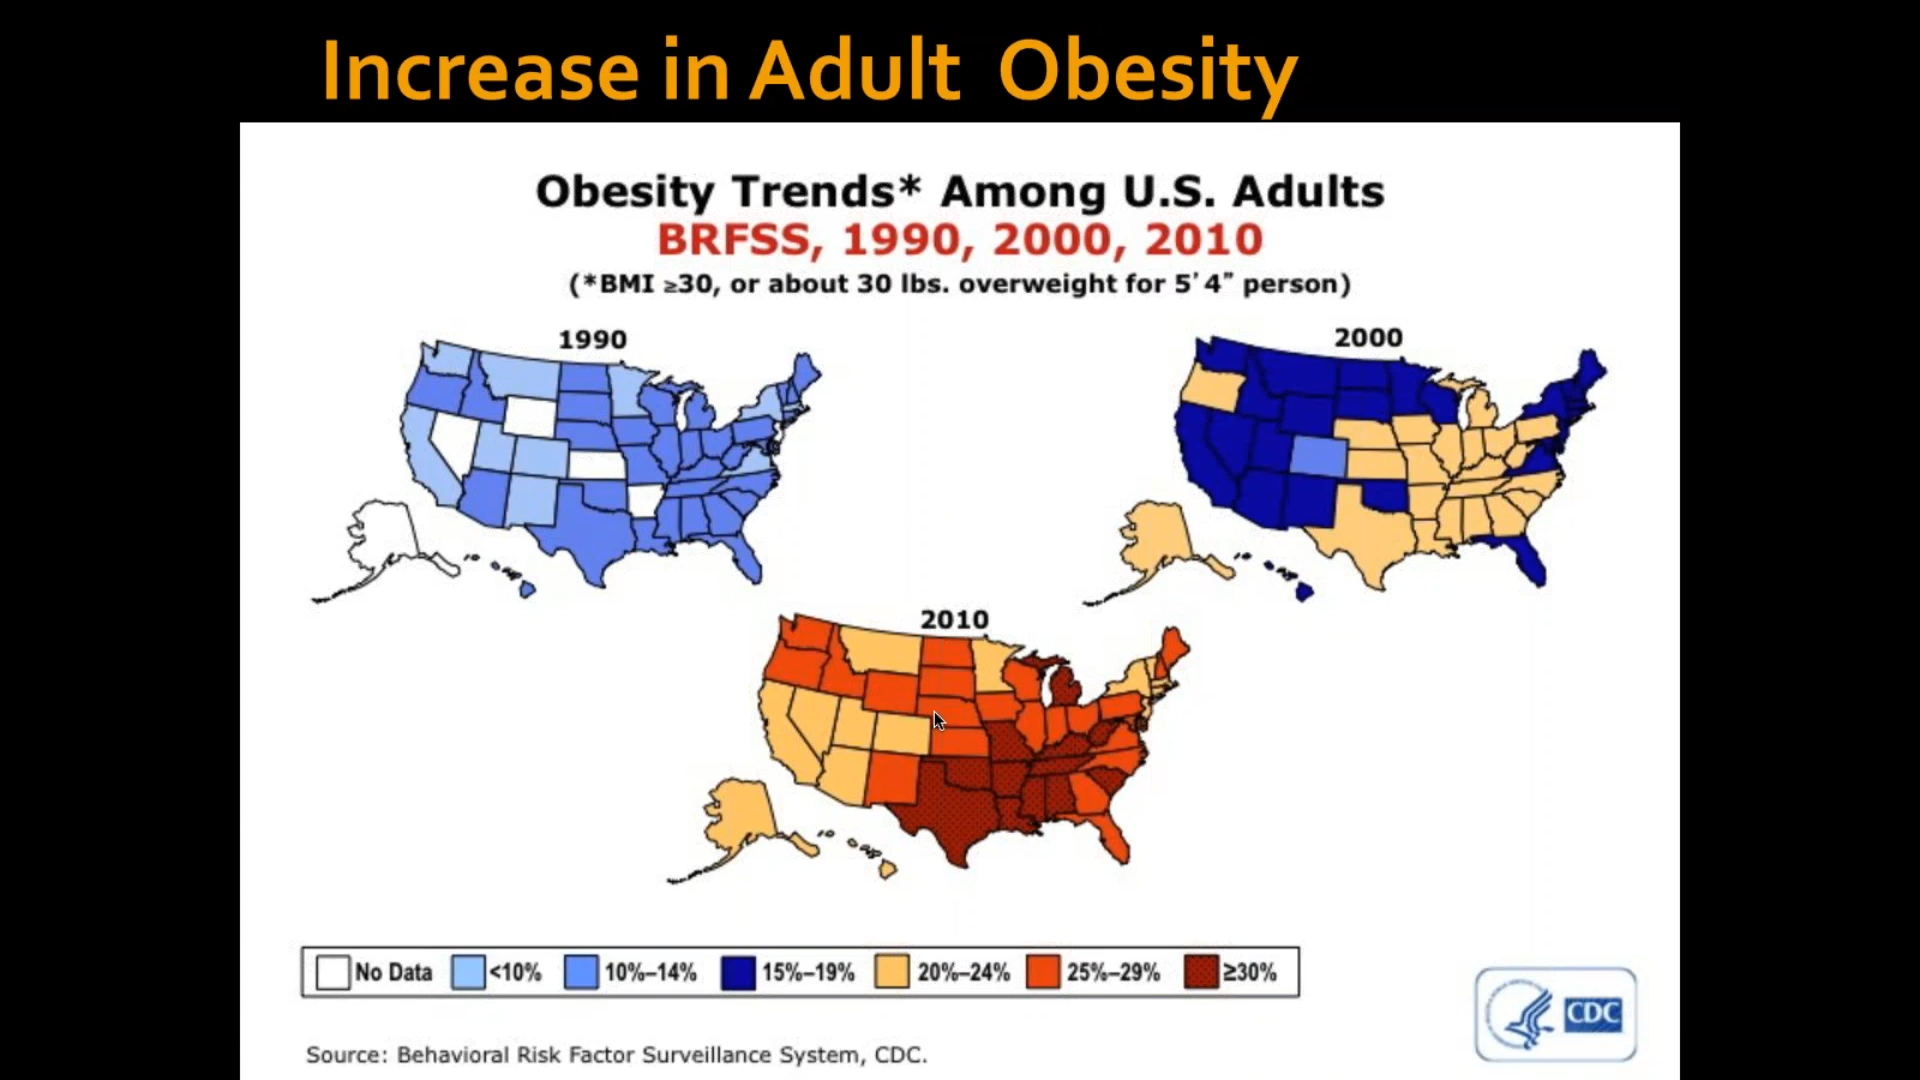 Increase in Adult Obesity
Obesity Trends* Among U.S. Adults
BRFSS, 1990, 2000, 2010
(*BMI ≥30, or about 30 lbs. overweight for 5’4” person)
1990
2000
2010
No Data <10% 10%–14% 15%–19% 20%–24% 25%–29% ≥30%
CDC
Source: Behavioral Risk Factor Surveillance System, CDC.